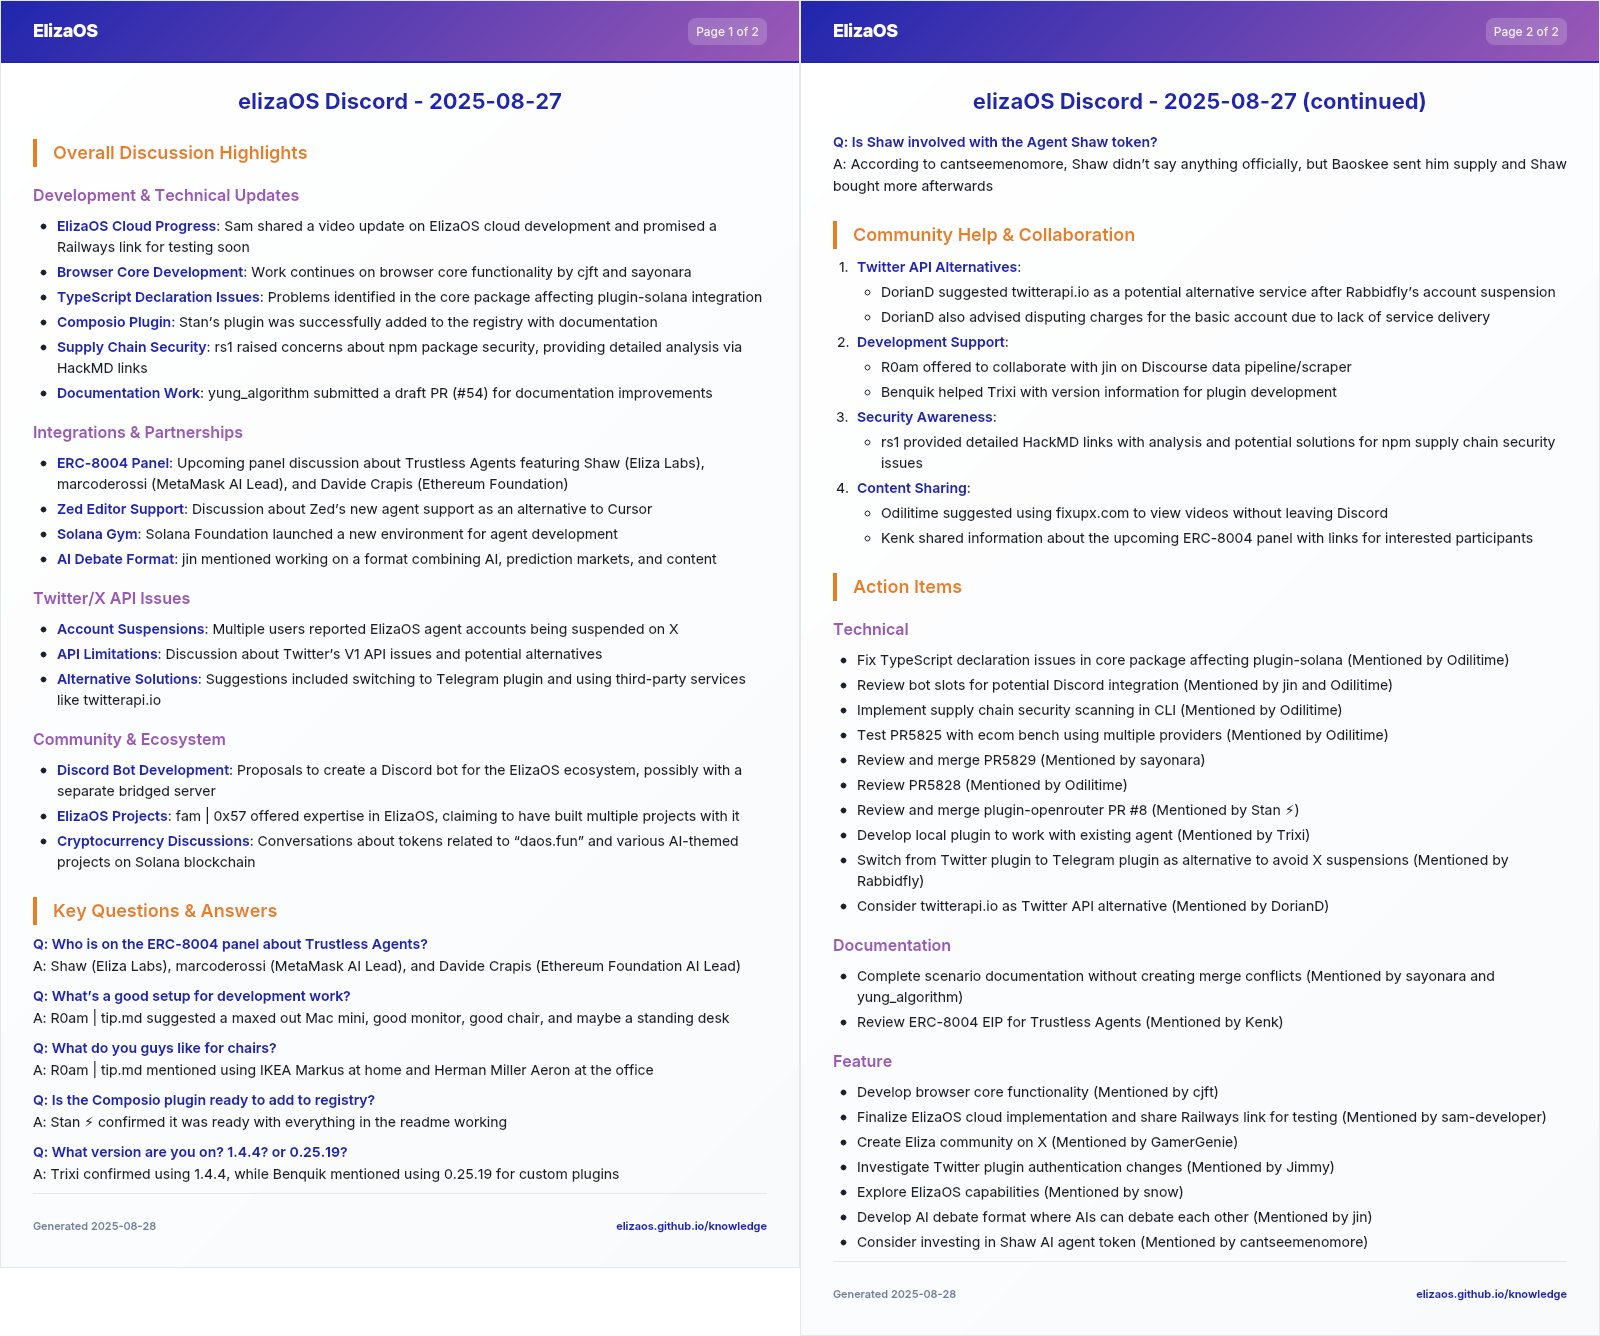 ElizaOS
Page 1 of 2
elizaOS Discord - 2025-08-27
Overall Discussion Highlights
Development & Technical Updates
• ElizaOS Cloud Progress: Sam shared a video update on ElizaOS cloud development and promised a
Railways link for testing soon
• Browser Core Development: Work continues on browser core functionality by cjft and sayonara
• TypeScript Declaration Issues: Problems identified in the core package affecting plugin-solana integration
• Composio Plugin: Stan’s plugin was successfully added to the registry with documentation
• Supply Chain Security: rs1 raised concerns about npm package security, providing detailed analysis via
HackMD links
• Documentation Work: yung_algorithm submitted a draft PR (#54) for documentation improvements
Integrations & Partnerships
• ERC-8004 Panel: Upcoming panel discussion about Trustless Agents featuring Shaw (Eliza Labs),
marcoderossi (MetaMask AI Lead), and Davide Crapis (Ethereum Foundation)
• Zed Editor Support: Discussion about Zed’s new agent support as an alternative to Cursor
• Solana Gym: Solana Foundation launched a new environment for agent development
• AI Debate Format: jin mentioned working on a format combining AI, prediction markets, and content
Twitter/X API Issues
• Account Suspensions: Multiple users reported ElizaOS agent accounts being suspended on X
• API Limitations: Discussion about Twitter’s V1 API issues and potential alternatives
• Alternative Solutions: Suggestions included switching to Telegram plugin and using third-party services
like twitterapi.io
Community & Ecosystem
• Discord Bot Development: Proposals to create a Discord bot for the ElizaOS ecosystem, possibly with a
separate bridged server
• ElizaOS Projects: fam | 0x57 offered expertise in ElizaOS, claiming to have built multiple projects with it
• Cryptocurrency Discussions: Conversations about tokens related to “daos.fun” and various AI-themed
projects on Solana blockchain
Key Questions & Answers
Q: Who is on the ERC-8004 panel about Trustless Agents?
A: Shaw (Eliza Labs), marcoderossi (MetaMask AI Lead), and Davide Crapis (Ethereum Foundation AI Lead)
Q: What’s a good setup for development work?
A: R0am | tip.md suggested a maxed out Mac mini, good monitor, good chair, and maybe a standing desk
Q: What do you guys like for chairs?
A: R0am | tip.md mentioned using IKEA Markus at home and Herman Miller Aeron at the office
Q: Is the Composio plugin ready to add to registry?
A: Stan ⚡ confirmed it was ready with everything in the readme working
Q: What version are you on? 1.4.4? or 0.25.19?
A: Trixi confirmed using 1.4.4, while Benquik mentioned using 0.25.19 for custom plugins
Generated 2025-08-28
elizaos.github.io/knowledge
ElizaOS
Page 2 of 2
elizaOS Discord - 2025-08-27 (continued)
Q: Is Shaw involved with the Agent Shaw token?
A: According to cantseemenomore, Shaw didn’t say anything officially, but Baoskee sent him supply and Shaw
bought more afterwards
Community Help & Collaboration
1. Twitter API Alternatives:
◦ DorianD suggested twitterapi.io as a potential alternative service after Rabbidfly’s account suspension
◦ DorianD also advised disputing charges for the basic account due to lack of service delivery
2. Development Support:
◦ R0am offered to collaborate with jin on Discourse data pipeline/scraper
◦ Benquik helped Trixi with version information for plugin development
3. Security Awareness:
◦ rs1 provided detailed HackMD links with analysis and potential solutions for npm supply chain security
issues
4. Content Sharing:
◦ Odilitime suggested using fixupx.com to view videos without leaving Discord
◦ Kenk shared information about the upcoming ERC-8004 panel with links for interested participants
Action Items
Technical
• Fix TypeScript declaration issues in core package affecting plugin-solana (Mentioned by Odilitime)
• Review bot slots for potential Discord integration (Mentioned by jin and Odilitime)
• Implement supply chain security scanning in CLI (Mentioned by Odilitime)
• Test PR5825 with ecom bench using multiple providers (Mentioned by Odilitime)
• Review and merge PR5829 (Mentioned by sayonara)
• Review PR5828 (Mentioned by Odilitime)
• Review and merge plugin-openrouter PR #8 (Mentioned by Stan ⚡)
• Develop local plugin to work with existing agent (Mentioned by Trixi)
• Switch from Twitter plugin to Telegram plugin as alternative to avoid X suspensions (Mentioned by
Rabbidfly)
• Consider twitterapi.io as Twitter API alternative (Mentioned by DorianD)
Documentation
• Complete scenario documentation without creating merge conflicts (Mentioned by sayonara and
yung_algorithm)
• Review ERC-8004 EIP for Trustless Agents (Mentioned by Kenk)
Feature
• Develop browser core functionality (Mentioned by cjft)
• Finalize ElizaOS cloud implementation and share Railways link for testing (Mentioned by sam-developer)
• Create Eliza community on X (Mentioned by GamerGenie)
• Investigate Twitter plugin authentication changes (Mentioned by Jimmy)
• Explore ElizaOS capabilities (Mentioned by snow)
• Develop AI debate format where AIs can debate each other (Mentioned by jin)
• Consider investing in Shaw AI agent token (Mentioned by cantseemenomore)
Generated 2025-08-28
elizaos.github.io/knowledge